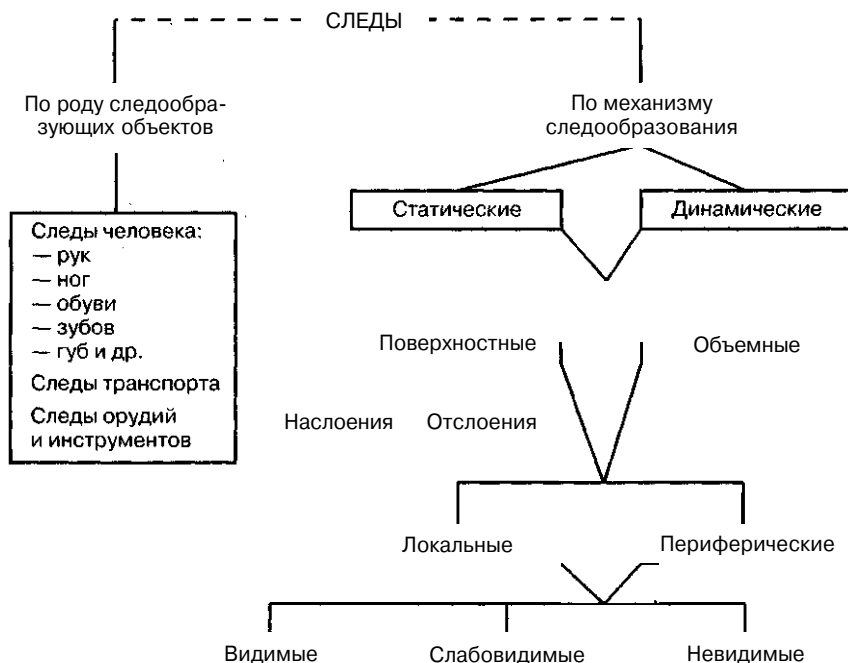 СЛЕДЫ
По роду следообра-
зующих объектов
По механизму
следообразования
Статические
Динамические
Следы человека:
— рук
— ног
— обуви
— зубов
— губ и др.
Следы транспорта
Следы орудий
и инструментов
Поверхностные
Объемные
Наслоения
Отслоения
Локальные
Периферические
Видимые
Слабовидимые
Невидимые